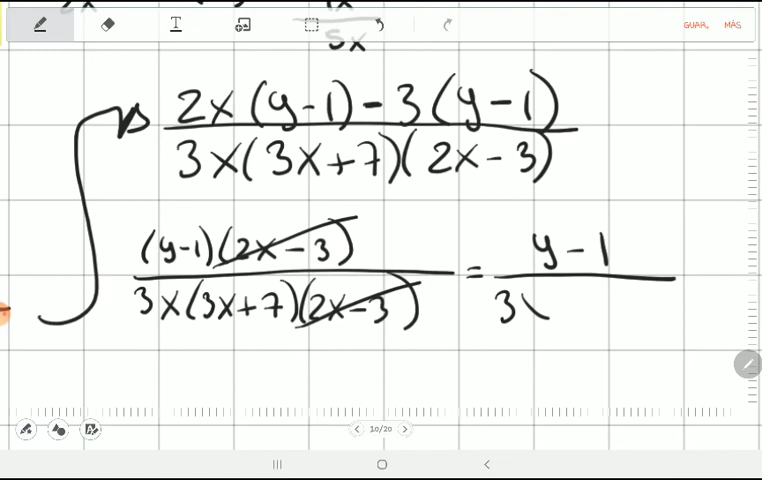 5x
T GUAR. MÁS
2x(y-1)-3(y-1)
3x(3x+7)(2x-3)
(y-1)(2x-3) = y-1
3x(3x+7)(2x-3) 3
10/20